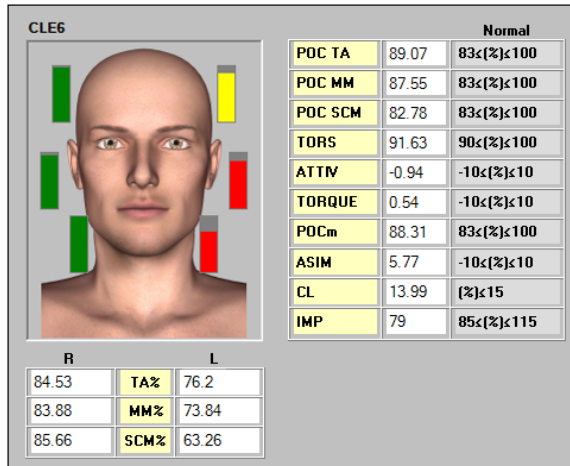 CLE6
Normal
POC TA 89.07 83≤(%)≤100
POC MM 87.55 83≤(%)≤100
POC SCM 82.78 83≤(%)≤100
TORS 91.63 90≤(%)≤100
ATTIV -0.94 -10≤(%)≤10
TORQUE 0.54 -10≤(%)≤10
POCm 88.31 83≤(%)≤100
ASIM 5.77 -10≤(%)≤10
CL 13.99 (%)≤15
IMP 79 85≤(%)≤115
R L
84.53 TA% 76.2
83.88 MM% 73.84
85.66 SCM% 63.26